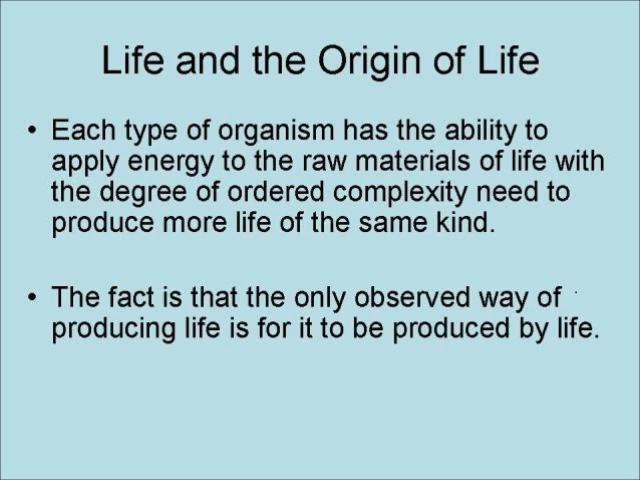 Life and the Origin of Life
• Each type of organism has the ability to
apply energy to the raw materials of life with
the degree of ordered complexity need to
produce more life of the same kind.
• The fact is that the only observed way of
producing life is for it to be produced by life.